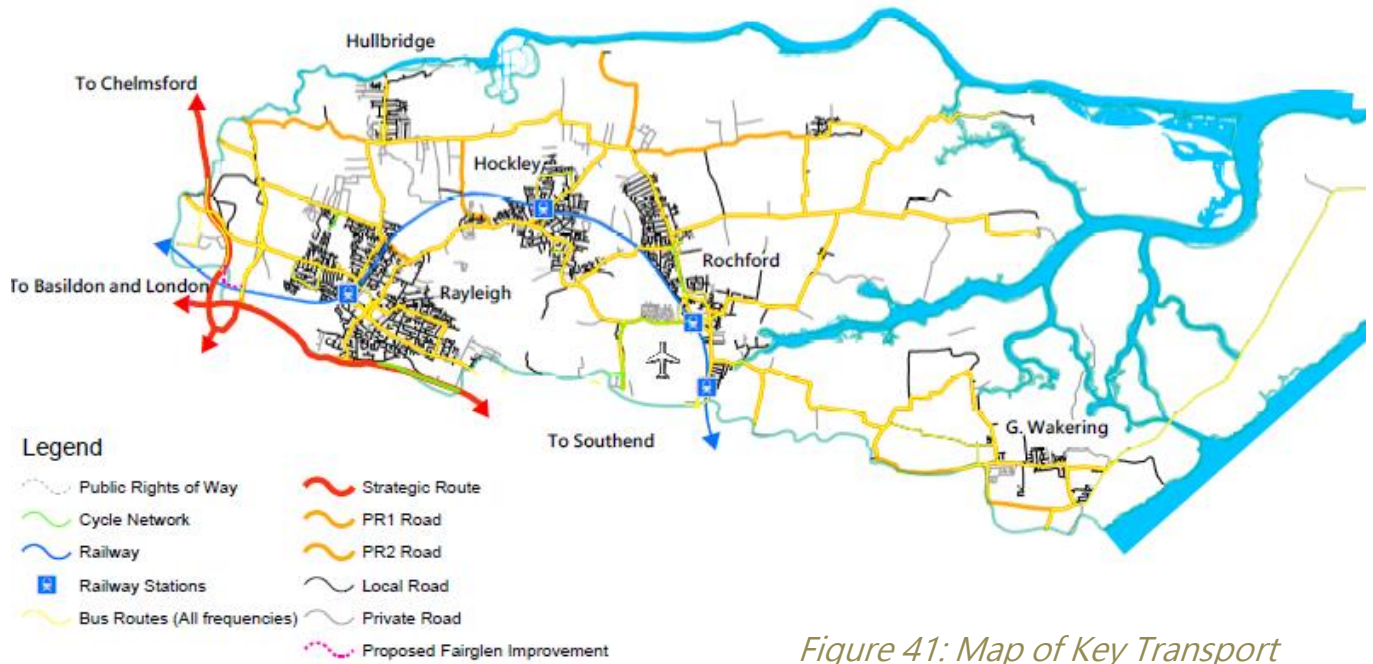 Hullbridge
To Chelmsford
Hockley
Rochford
To Basildon and London
Rayleigh
G. Wakering
To Southend
Legend
Public Rights of Way
Cycle Network
Railway
Railway Stations
Bus Routes (All frequencies)
Strategic Route
PR1 Road
PR2 Road
Local Road
Private Road
Proposed Fairglen Improvement
Figure 41: Map of Key Transport